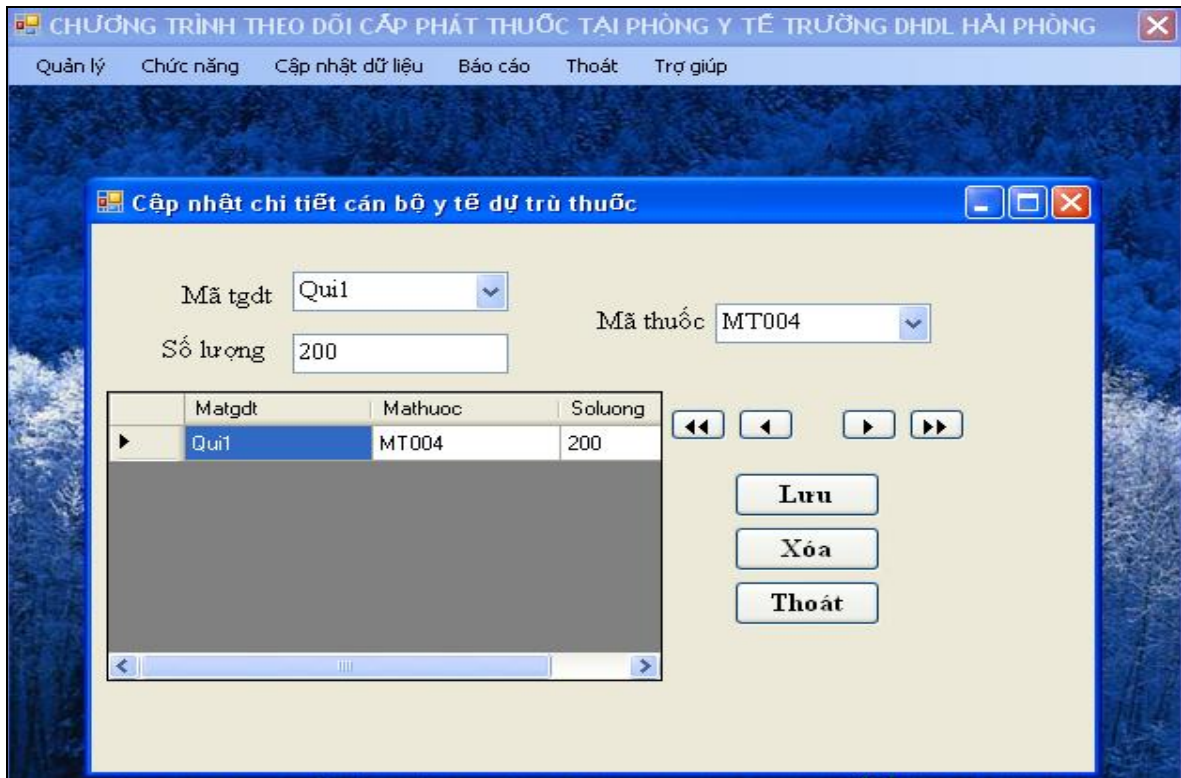 CHƯƠNG TRÌNH THEO DÕI CẤP PHÁT THUỐC TẠI PHÒNG Y TẾ TRƯỜNG DHDL HẢI PHÒNG
Quản lý Chức năng Cập nhật dữ liệu Báo cáo Thoát Trợ giúp
Cập nhật chi tiết cán bộ y tế dự trù thuốc
Mã tgdt Qui1
Mã thuốc MT004
Số lượng 200
Matgdt Mathuoc Soluong
Qui1 MT004 200
Lưu
Xóa
Thoát